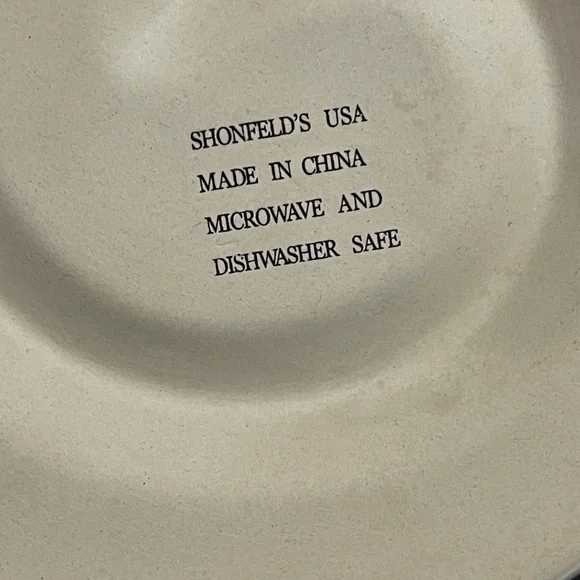 SHONFELD'S USA
MADE IN CHINA
MICROWAVE AND
DISHWASHER SAFE